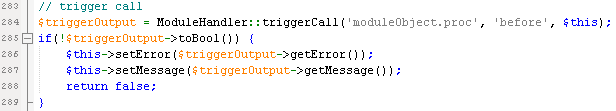 283 // trigger call
284 $triggerOutput = ModuleHandler::triggerCall('moduleObject.proc', 'before', $this);
285 if(!$triggerOutput->toBool()) {
286 $this->setError($triggerOutput->getError());
287 $this->setMessage($triggerOutput->getMessage());
288 return false;
289 }